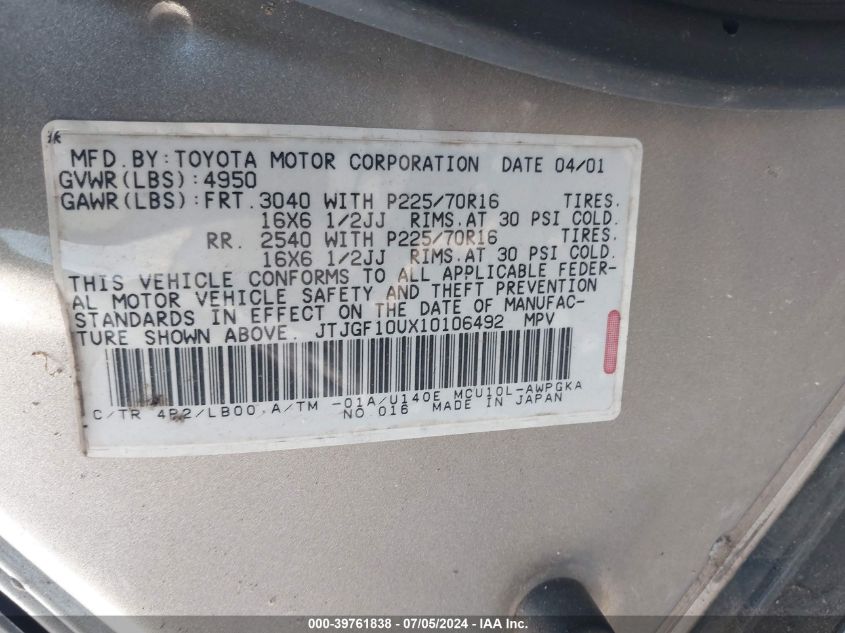 MFD. BY: TOYOTA MOTOR CORPORATION DATE 04/01
GVWR(LBS):4950
GAWR(LBS):FRT. 3040 WITH P225/70R16 TIRES.
16X6 1/2JJ RIMS.AT 30 PSI COLD.
RR. 2540 WITH P225/70R16 TIRES.
16X6 1/2JJ RIMS.AT 30 PSI COLD.
THIS VEHICLE CONFORMS TO ALL APPLICABLE FEDER-
AL MOTOR VEHICLE SAFETY AND THEFT PREVENTION
STANDARDS IN EFFECT ON THE DATE OF MANUFAC-
TURE SHOWN ABOVE. JTJGF10UX10106492 MPV
C/TR 4P2/LB00 A/TM -01A/U140E MCU10L-AWPGKA
NO 016 MADE IN JAPAN
000-39761838 - 07/05/2024 - IAA Inc.